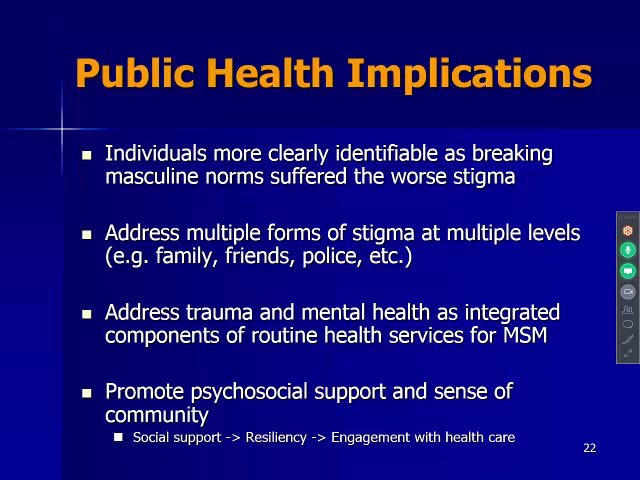 Public Health Implications
Individuals more clearly identifiable as breaking
masculine norms suffered the worse stigma
Address multiple forms of stigma at multiple levels
(e.g. family, friends, police, etc.)
Address trauma and mental health as integrated
components of routine health services for MSM
Promote psychosocial support and sense of
community
Social support -> Resiliency -> Engagement with health care
22